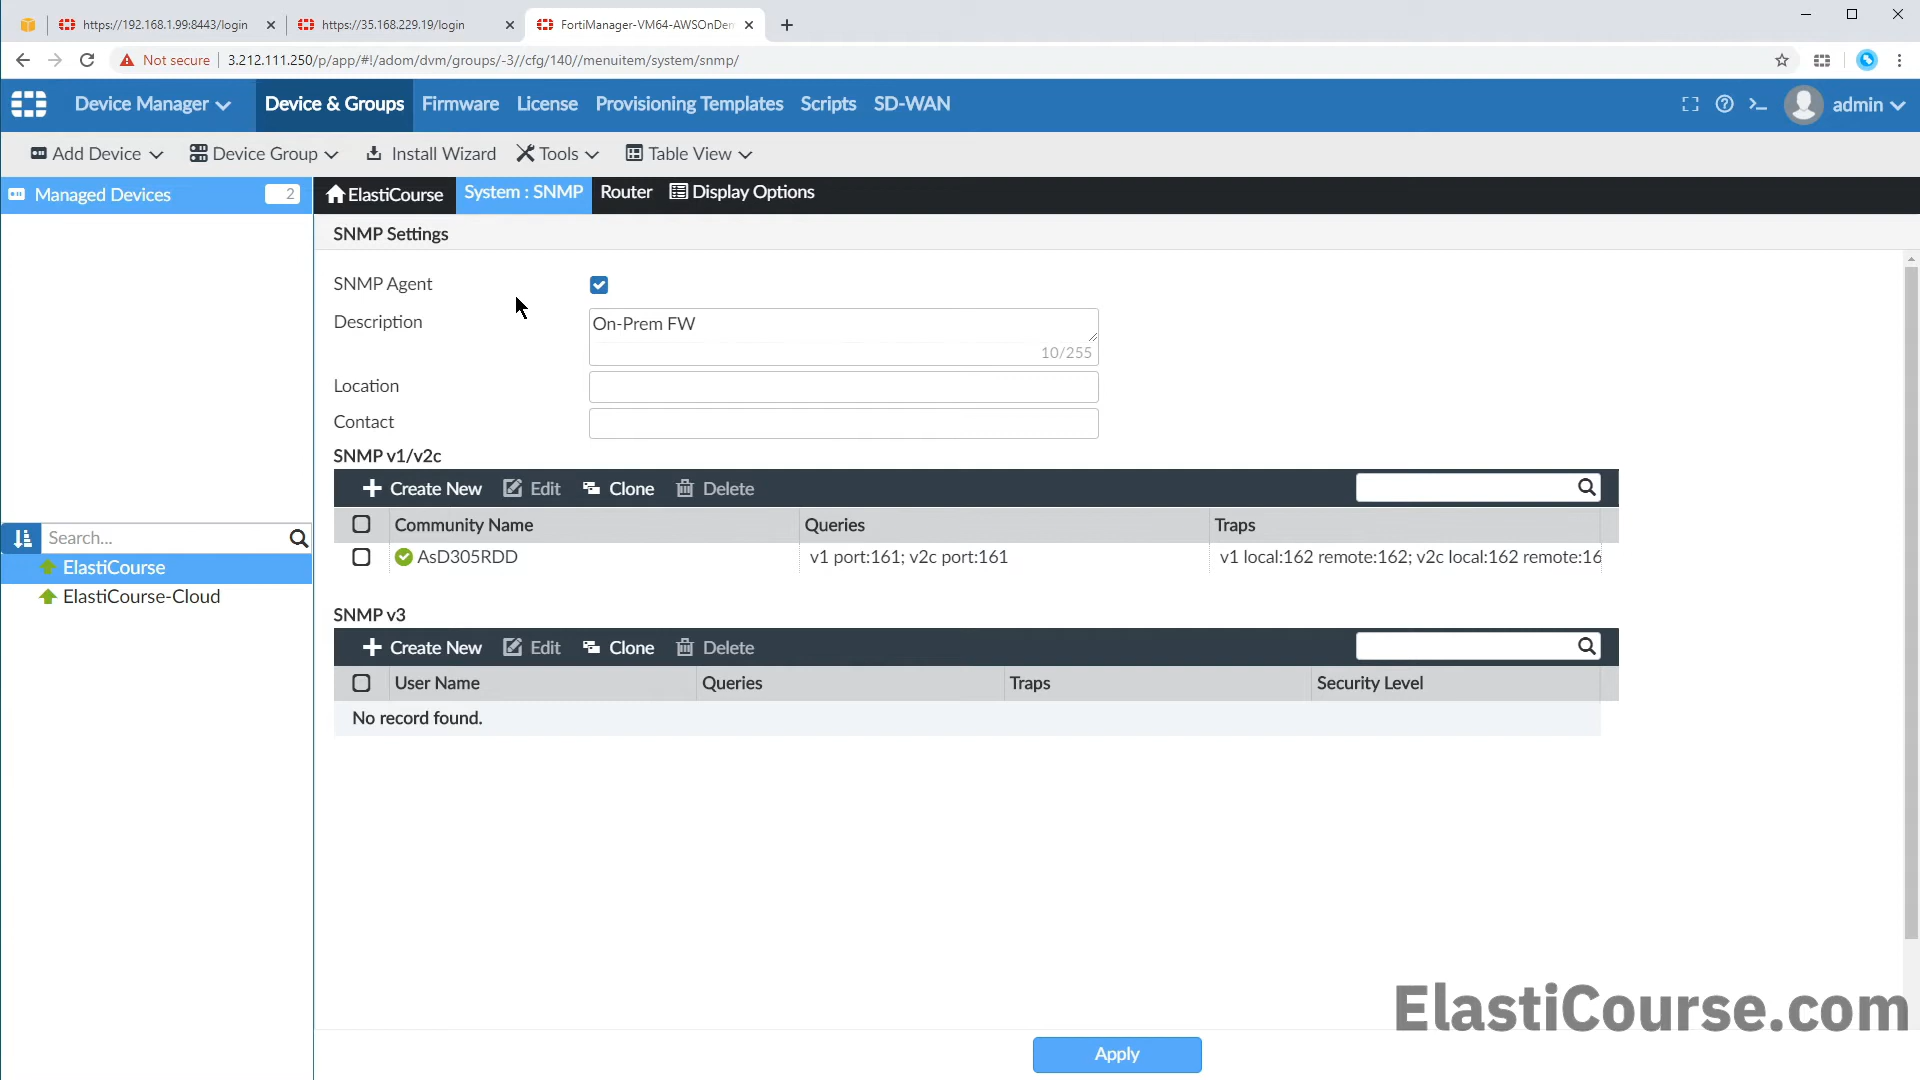 https://192.168.1.99:8443/login
https://35.168.229.19/login
FortiManager-VM64-AWSOnDem
Not secure
3.212.111.250/p/app/#!/adom/dvm/groups/-3//cfg/140//menuitem/system/snmp/
Device Manager
Device & Groups
Firmware
License
Provisioning Templates
Scripts
SD-WAN
admin
Add Device
Device Group
Install Wizard
Tools
Table View
Managed Devices
2
ElastiCourse
System : SNMP
Router
Display Options
SNMP Settings
SNMP Agent
Description
On-Prem FW
10/255
Location
Contact
SNMP v1/v2c
Create New
Edit
Clone
Delete
Community Name
Queries
Traps
AsD305RDD
v1 port:161; v2c port:161
v1 local:162 remote:162; v2c local:162 remote:16
Search...
ElastiCourse
ElastiCourse-Cloud
SNMP v3
Create New
Edit
Clone
Delete
User Name
Queries
Traps
Security Level
No record found.
ElastiCourse.com
Apply